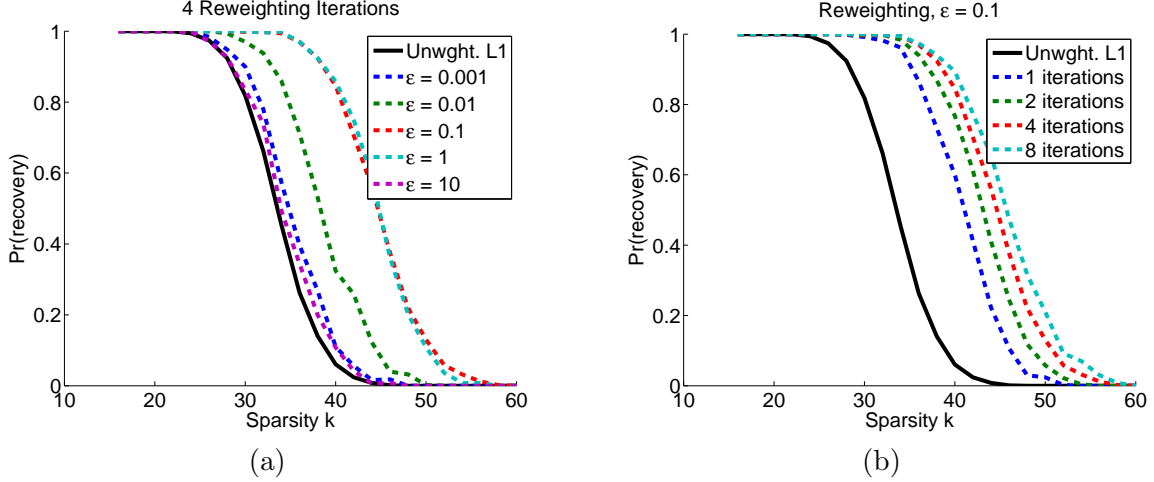 4 Reweighting Iterations
Pr(recovery)
1
0.8
0.6
0.4
0.2
0
10
20
30
40
50
60
Sparsity k
Unwght. L1
ε = 0.001
ε = 0.01
ε = 0.1
ε = 1
ε = 10
(a)
Reweighting, ε = 0.1
Pr(recovery)
1
0.8
0.6
0.4
0.2
0
10
20
30
40
50
60
Sparsity k
Unwght. L1
1 iterations
2 iterations
4 iterations
8 iterations
(b)